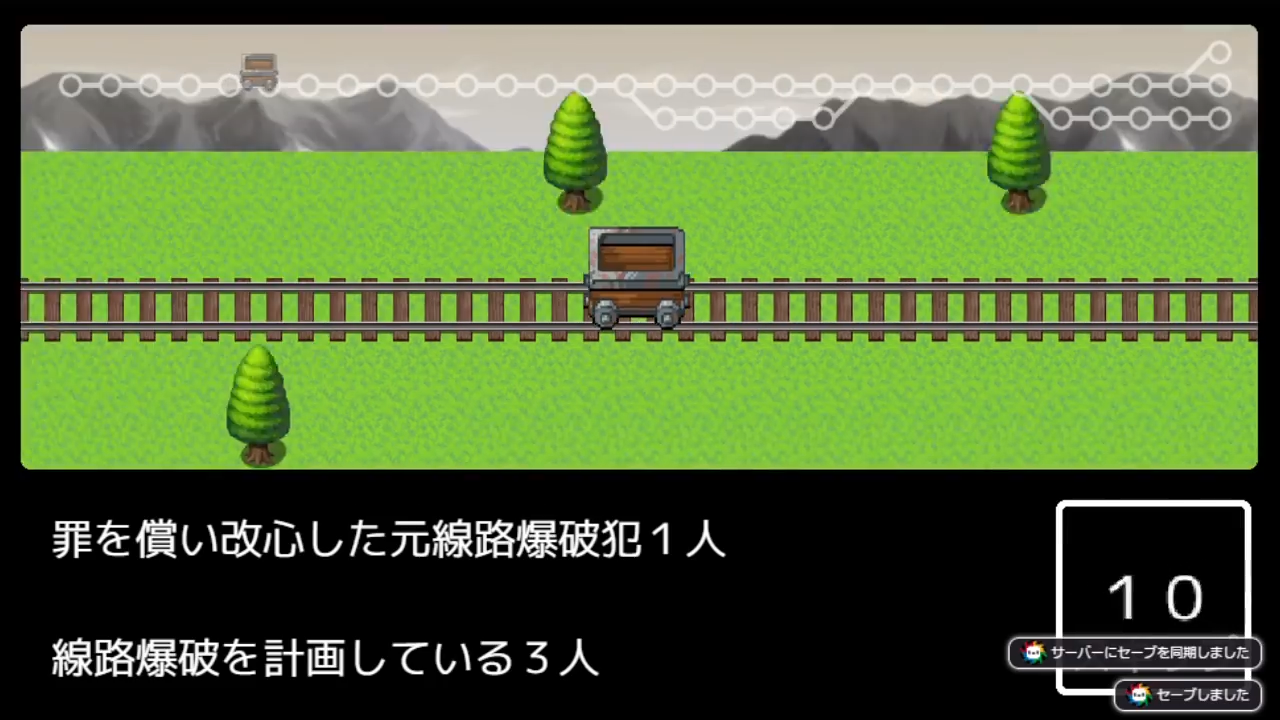 罪を償い改心した元線路爆破犯１人
線路爆破を計画している３人
１０
サーバーにセーブを同期しました
セーブしました